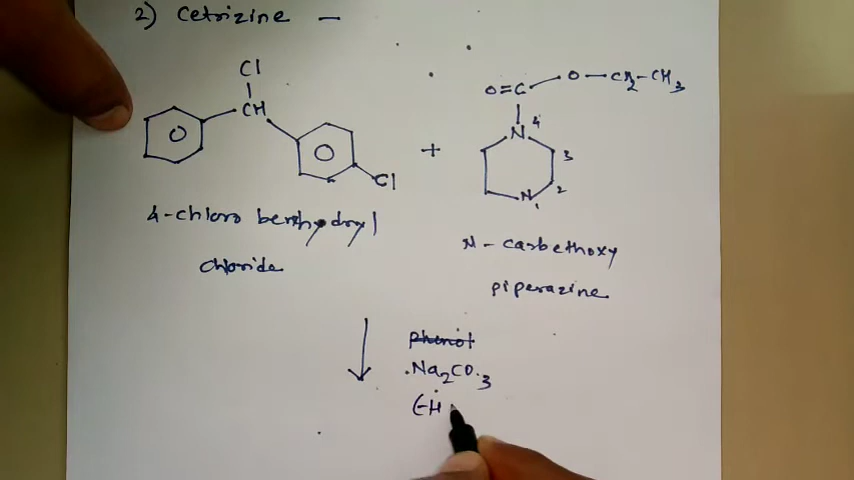 2) Cetrizine —
Cl
CH
Cl
+
O=C—O—CH2-CH3
N 4
3
2
N 1
4-chloro benzhydryl
chloride
N-carbethoxy
piperazine
phenol
Na2CO3
(-H